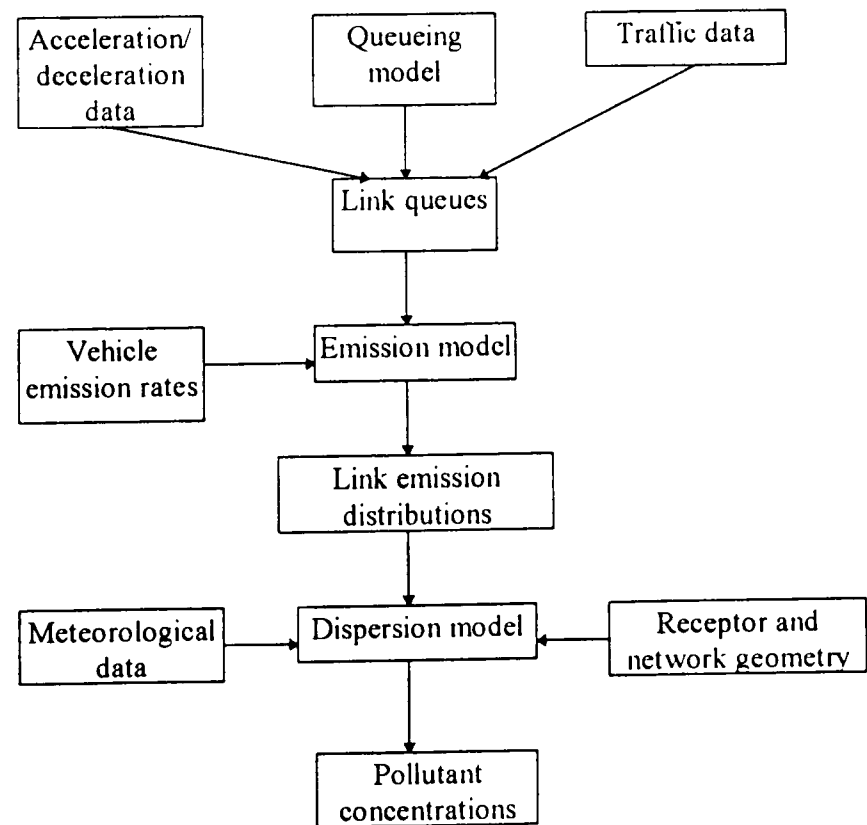 Acceleration/
deceleration
data
Queueing
model
Traffic data
Link queues
Vehicle
emission rates
Emission model
Link emission
distributions
Meteorological
data
Dispersion model
Receptor and
network geometry
Pollutant
concentrations